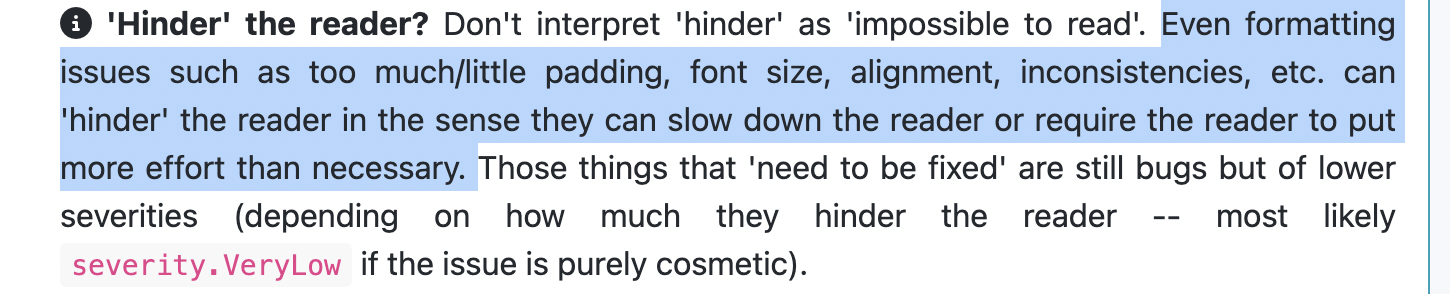 'Hinder' the reader? Don't interpret 'hinder' as 'impossible to read'. Even formatting
issues such as too much/little padding, font size, alignment, inconsistencies, etc. can
'hinder' the reader in the sense they can slow down the reader or require the reader to put
more effort than necessary. Those things that 'need to be fixed' are still bugs but of lower
severities (depending on how much they hinder the reader -- most likely
severity.VeryLow if the issue is purely cosmetic).